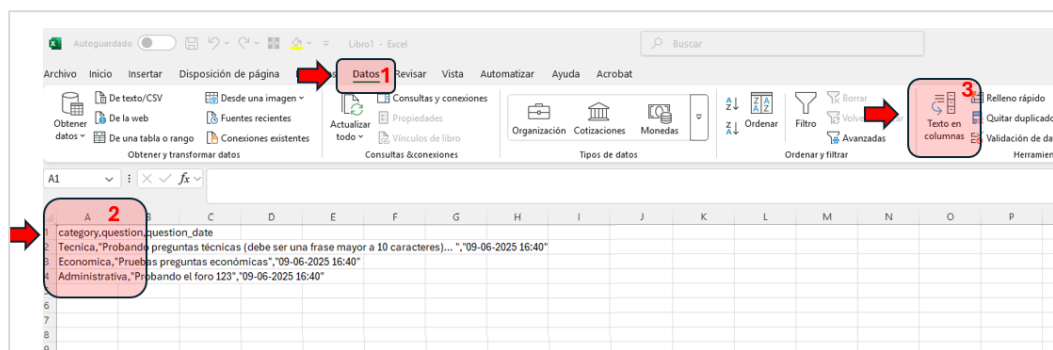 Autoguardado Libro1 - Excel Buscar
Archivo Inicio Insertar Disposición de página Datos 1 Revisar Vista Automatizar Ayuda Acrobat
Obtener datos
De texto/CSV
De la web
De una tabla o rango
Desde una imagen
Fuentes recientes
Conexiones existentes
Obtener y transformar datos
Actualizar todo
Consultas y conexiones
Propiedades
Vínculos de libro
Consultas &conexiones
Organización Cotizaciones Monedas
Tipos de datos
Ordenar
Filtro
Borrar
Avanzadas
Ordenar y filtrar
3
Texto en
columnas
Relleno rápido
Quitar duplicado
Validación de da
Herramien
A1 fx
2
A B C D E F G H I J K L M N O P
1 category,question,question_date
2 Tecnica,"Probando preguntas técnicas (debe ser una frase mayor a 10 caracteres)... ","09-06-2025 16:40"
3 Economica,"Pruebas preguntas económicas","09-06-2025 16:40"
4 Administrativa,"Probando el foro 123","09-06-2025 16:40"
5
6
7
8
9